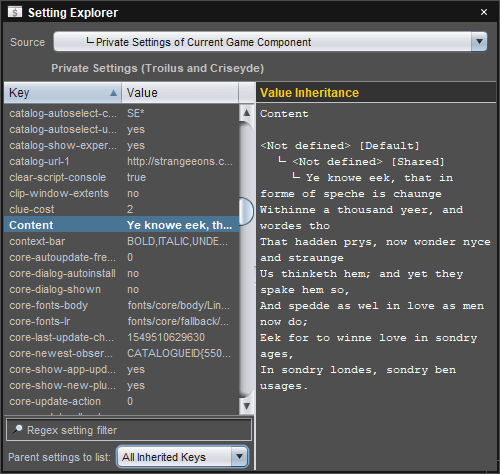 Setting Explorer
Source
Private Settings of Current Game Component
Private Settings (Troilus and Criseyde)
Key Value
catalog-autoselect-c... SE*
catalog-autoselect-u... yes
catalog-show-exper... yes
catalog-url-1 http://strangeeons.c...
clear-script-console true
clip-window-extents no
clue-cost 2
Content Ye knowe eek, th...
context-bar BOLD,ITALIC,UNDE...
core-autoupdate-fre... 0
core-dialog-autoinstall no
core-dialog-shown no
core-fonts-body fonts/core/body/Lin...
core-fonts-lr fonts/core/fallback/...
core-last-update-ch... 1549510629630
core-newest-obser... CATALOGUEID{550...
core-show-app-upd... yes
core-show-new-plu... yes
core-update-action 0
Regex setting filter
Parent settings to list: All Inherited Keys
Value Inheritance
Content
<Not defined> [Default]
<Not defined> [Shared]
Ye knowe eek, that in
forme of speche is chaunge
Withinne a thousand yeer, and
wordes tho
That hadden prys, now wonder nyce
and straunge
Us thinketh hem; and yet they
spake hem so,
And spedde as wel in love as men
now do;
Eek for to winne love in sondry
ages,
In sondry londes, sondry ben
usages.